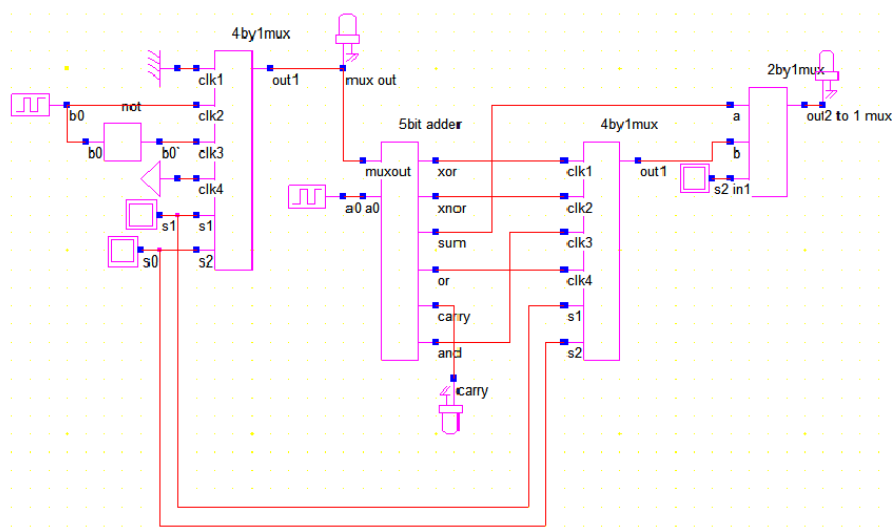 4by1mux
clk1
out1
mux out
2by1mux
b0
not
clk2
a
out2 to 1 mux
b0
b0`
clk3
5bit adder
4by1mux
b
muxout
xor
clk1
out1
clk4
s2 in1
a0 a0
xnor
clk2
s1
s1
sum
clk3
s0
s2
or
clk4
carry
s1
and
s2
carry